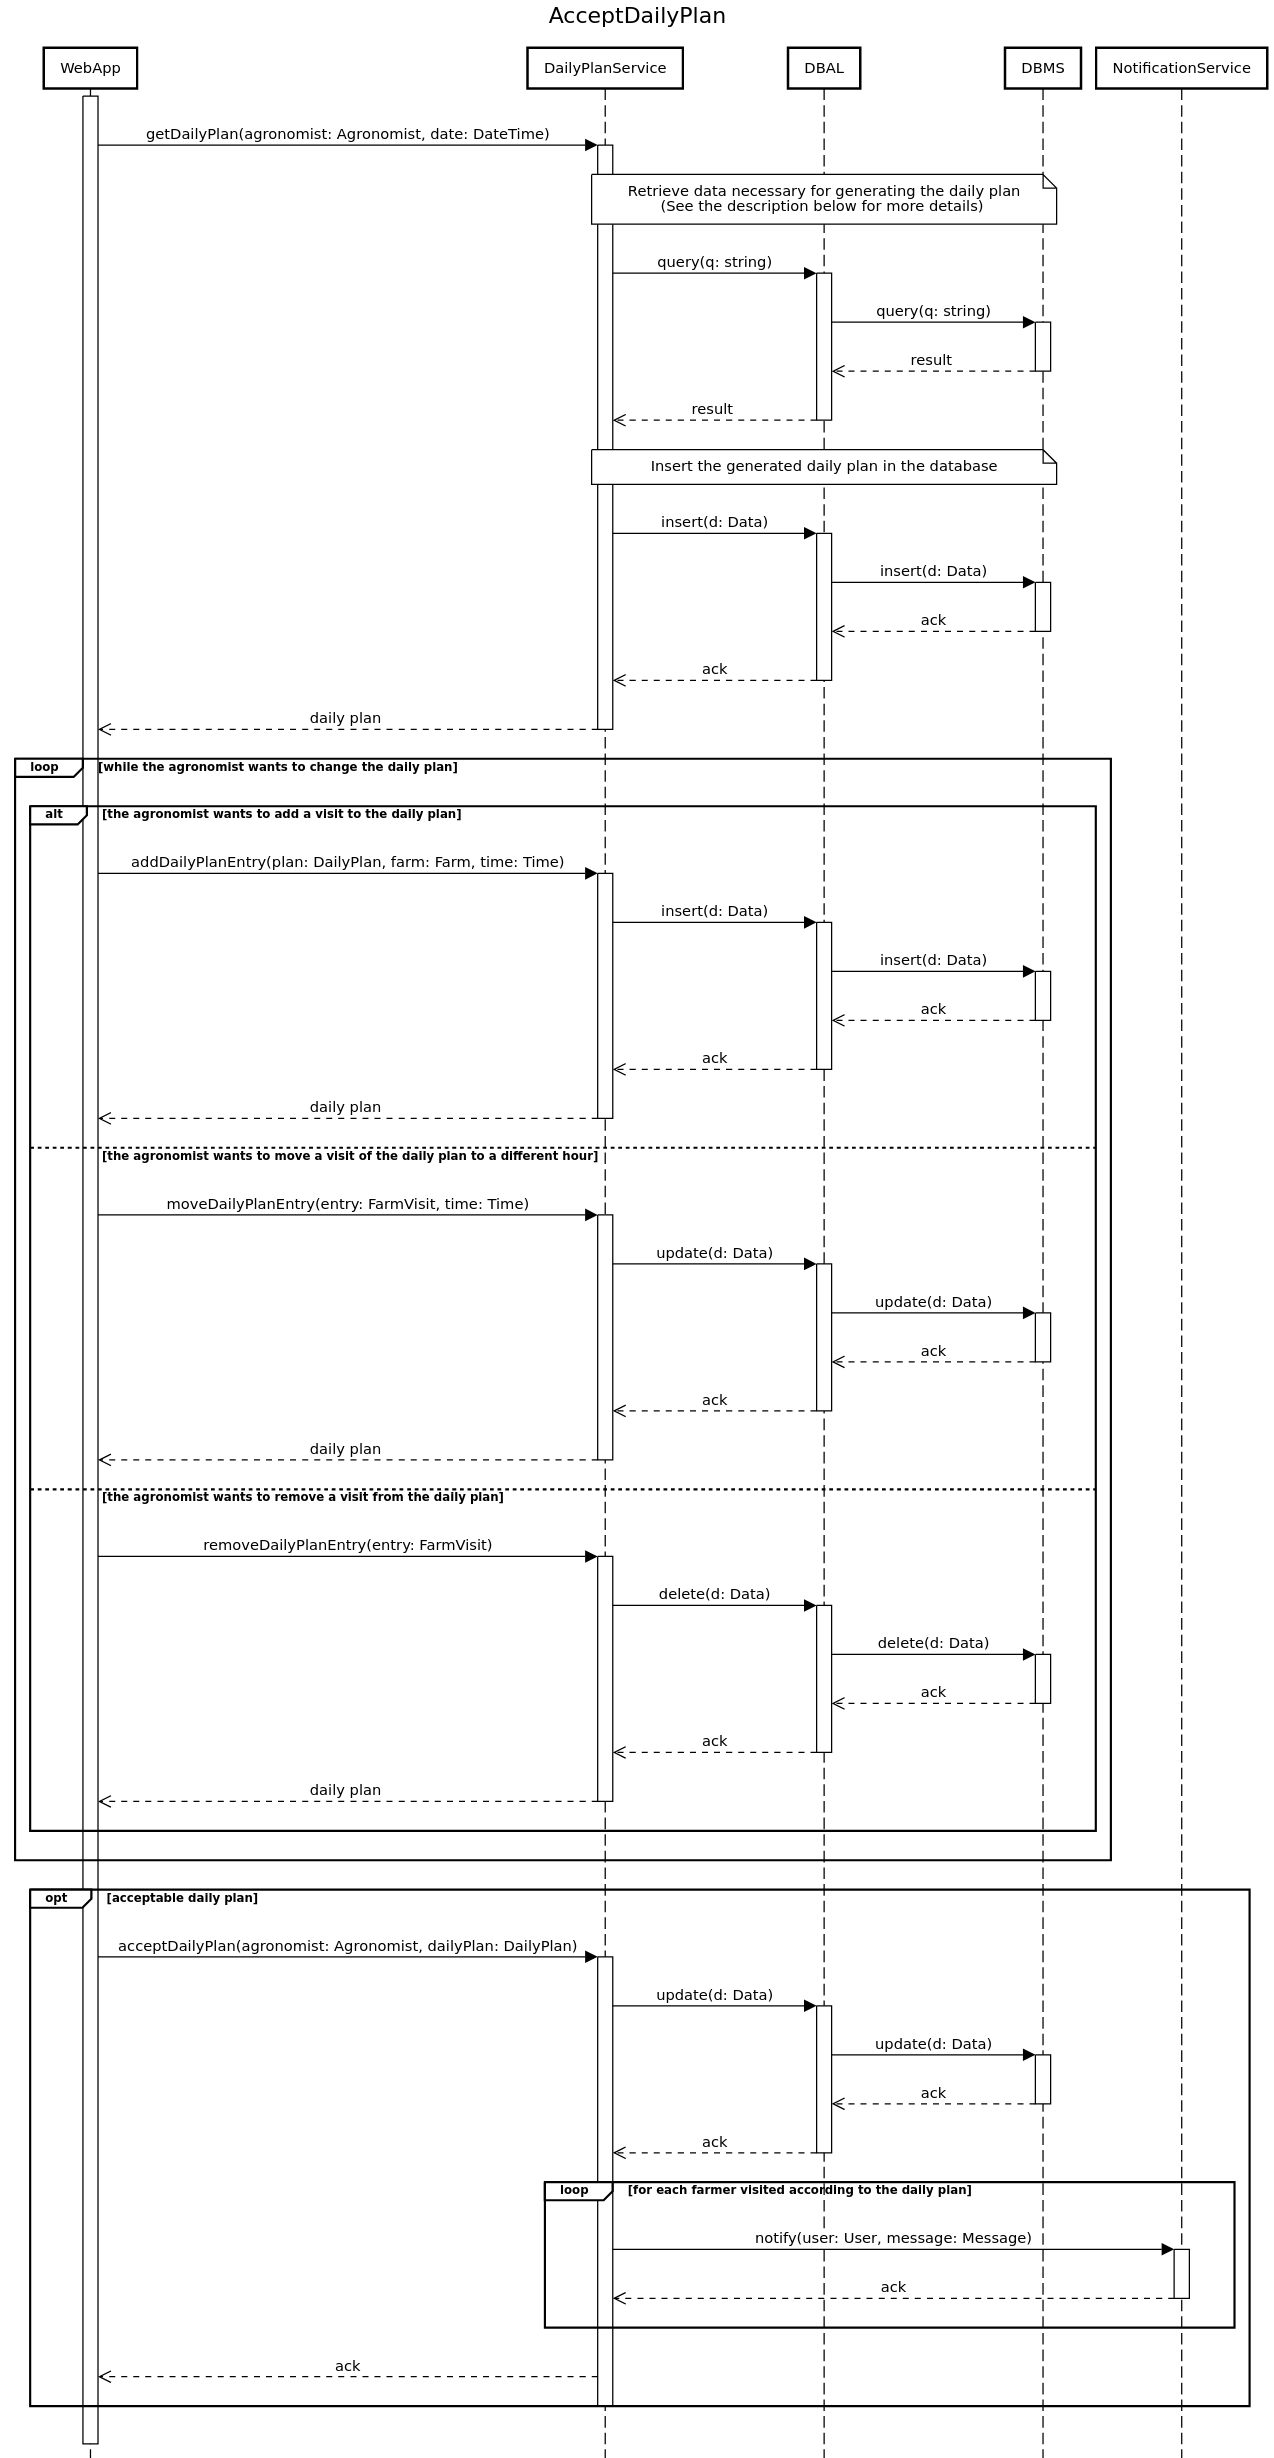 AcceptDailyPlan
WebApp
DailyPlanService
DBAL
DBMS
NotificationService
getDailyPlan(agronomist: Agronomist, date: DateTime)
Retrieve data necessary for generating the daily plan
(See the description below for more details)
query(q: string)
query(q: string)
result
result
Insert the generated daily plan in the database
insert(d: Data)
insert(d: Data)
ack
ack
daily plan
loop
[while the agronomist wants to change the daily plan]
alt
[the agronomist wants to add a visit to the daily plan]
addDailyPlanEntry(plan: DailyPlan, farm: Farm, time: Time)
insert(d: Data)
insert(d: Data)
ack
ack
daily plan
[the agronomist wants to move a visit of the daily plan to a different hour]
moveDailyPlanEntry(entry: FarmVisit, time: Time)
update(d: Data)
update(d: Data)
ack
ack
daily plan
[the agronomist wants to remove a visit from the daily plan]
removeDailyPlanEntry(entry: FarmVisit)
delete(d: Data)
delete(d: Data)
ack
ack
daily plan
opt
[acceptable daily plan]
acceptDailyPlan(agronomist: Agronomist, dailyPlan: DailyPlan)
update(d: Data)
update(d: Data)
ack
ack
loop
[for each farmer visited according to the daily plan]
notify(user: User, message: Message)
ack
ack